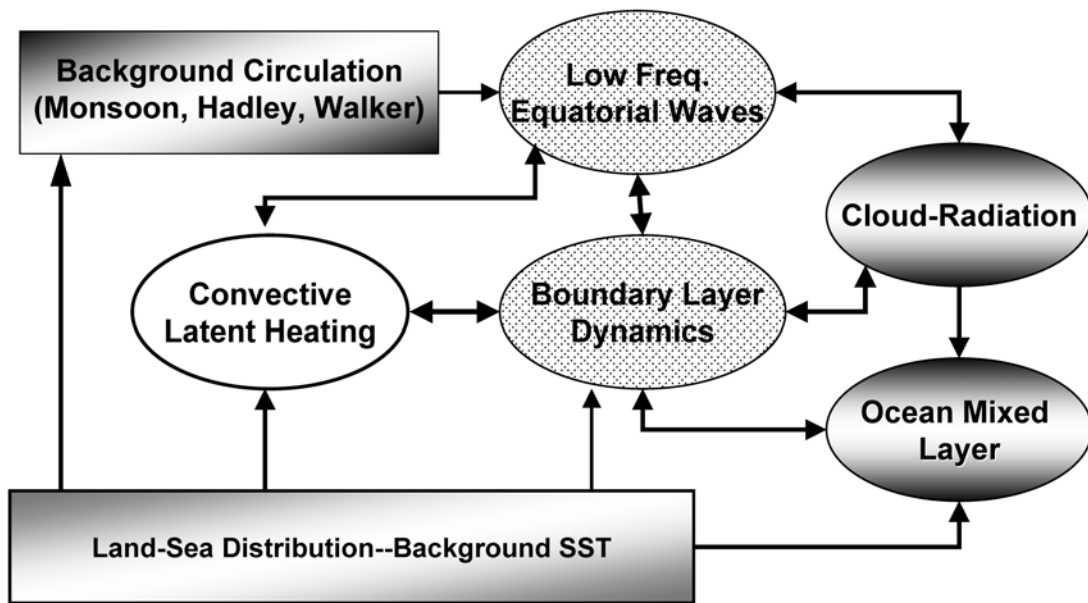 Background Circulation
(Monsoon, Hadley, Walker)
Low Freq.
Equatorial Waves
Cloud-Radiation
Convective
Latent Heating
Boundary Layer
Dynamics
Ocean Mixed
Layer
Land-Sea Distribution--Background SST